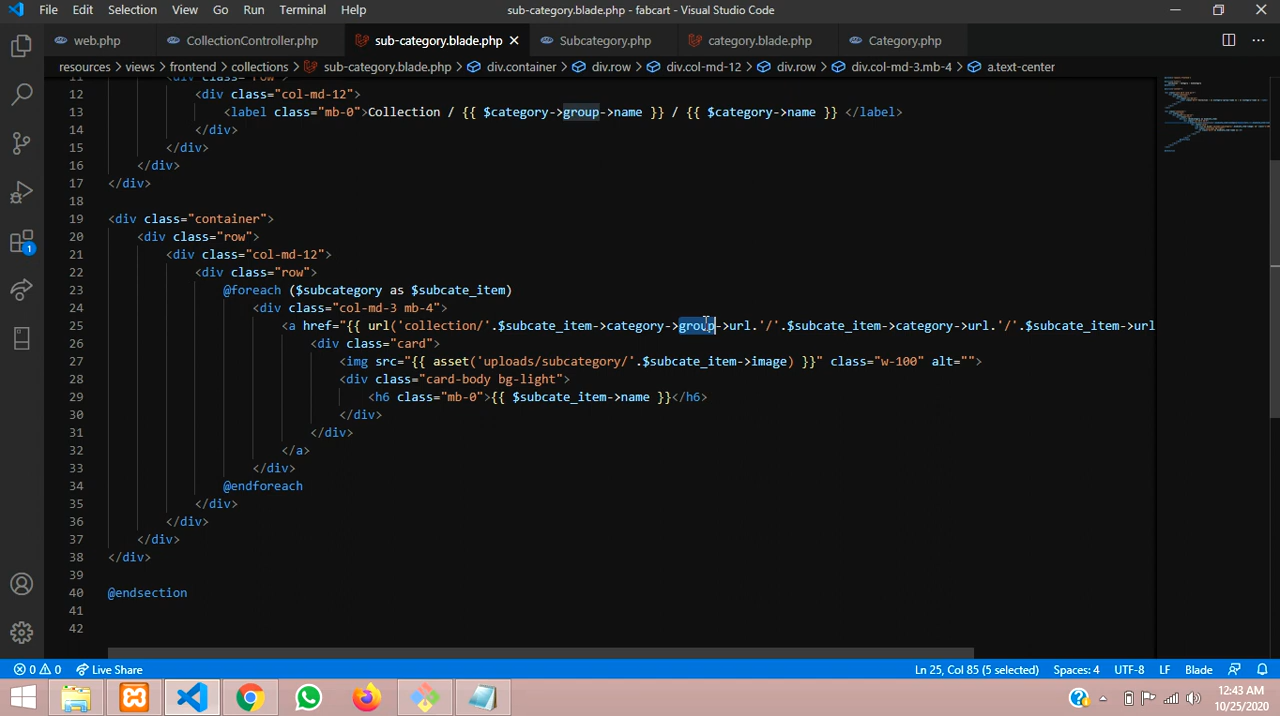 File Edit Selection View Go Run Terminal Help sub-category.blade.php - fabcart - Visual Studio Code
web.php CollectionController.php sub-category.blade.php Subcategory.php category.blade.php Category.php
resources > views > frontend > collections > sub-category.blade.php > div.container > div.row > div.col-md-12 > div.row > div.col-md-3.mb-4 > a.text-center
12 <div class="col-md-12">
13 <label class="mb-0">Collection / {{ $category->group->name }} / {{ $category->name }} </label>
14 </div>
15 </div>
16 </div>
17 </div>
18
19 <div class="container">
20 <div class="row">
21 <div class="col-md-12">
22 <div class="row">
23 @foreach ($subcategory as $subcate_item)
24 <div class="col-md-3 mb-4">
25 <a href="{{ url('collection/'.$subcate_item->category->group->url.'/'.$subcate_item->category->url.'/'.$subcate_item->url
26 <div class="card">
27 <img src="{{ asset('uploads/subcategory/'.$subcate_item->image) }}" class="w-100" alt="">
28 <div class="card-body bg-light">
29 <h6 class="mb-0">{{ $subcate_item->name }}</h6>
30 </div>
31 </div>
32 </a>
33 </div>
34 @endforeach
35 </div>
36 </div>
37 </div>
38 </div>
39
40 @endsection
41
42
1
0 0 Live Share Ln 25, Col 85 (5 selected) Spaces: 4 UTF-8 LF Blade
12:43 AM
10/25/2020